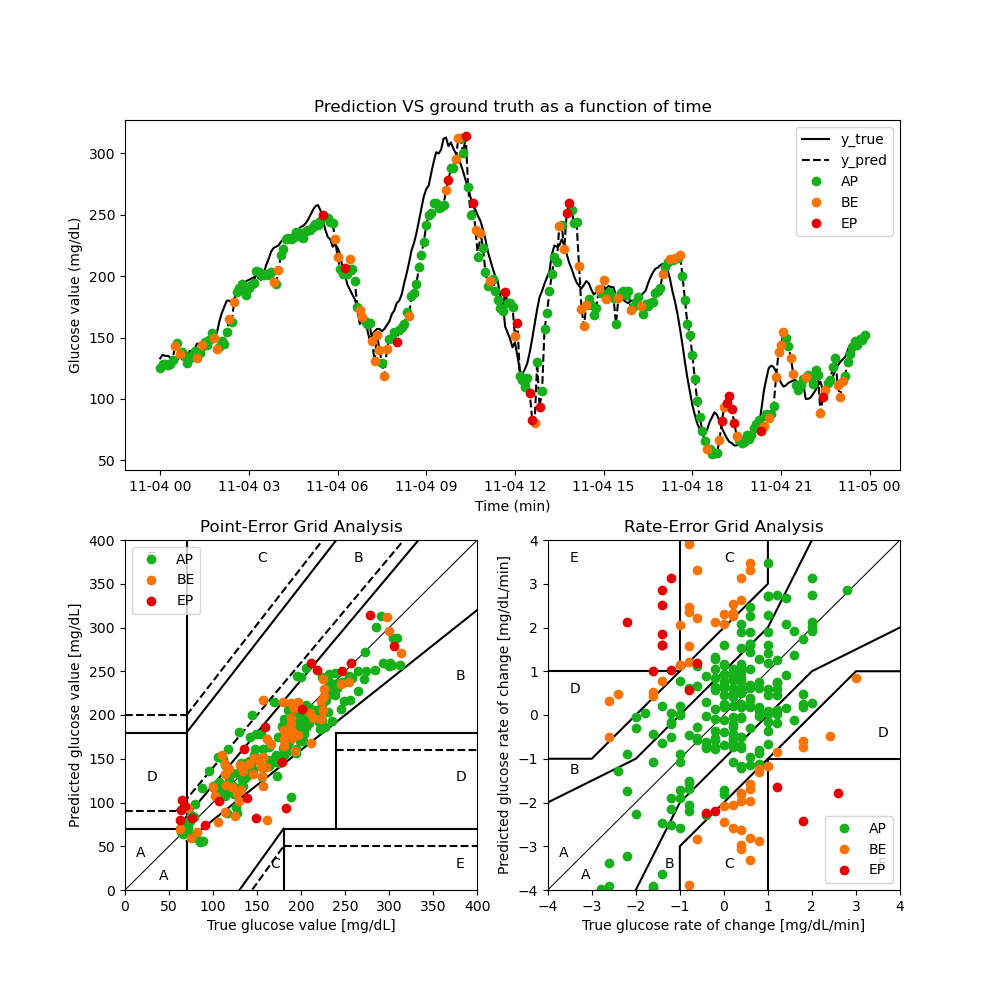 Prediction VS ground truth as a function of time
Glucose value (mg/dL)
300
250
200
150
100
50
y_true
y_pred
AP
BE
EP
11-04 00 11-04 03 11-04 06 11-04 09 11-04 12 11-04 15 11-04 18 11-04 21 11-05 00
Time (min)
Point-Error Grid Analysis
Predicted glucose value [mg/dL]
400
350
300
250
200
150
100
50
0
AP
BE
EP
E
C
B
B
D
D
A
A
C
E
0 50 100 150 200 250 300 350 400
True glucose value [mg/dL]
Rate-Error Grid Analysis
Predicted glucose rate of change [mg/dL/min]
4
3
2
1
0
−1
−2
−3
−4
E
C
D
D
B
A
A
B
C
E
AP
BE
EP
−4 −3 −2 −1 0 1 2 3 4
True glucose rate of change [mg/dL/min]